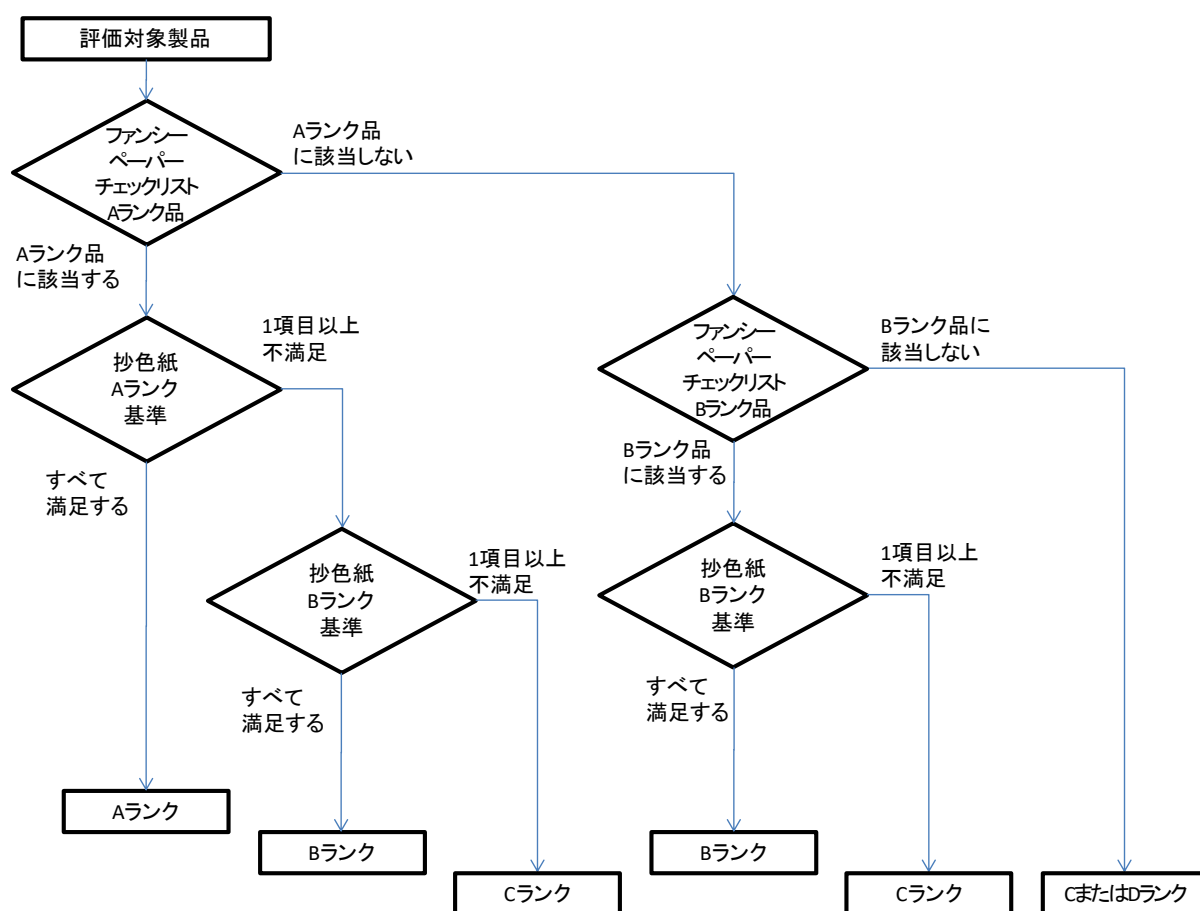 評価対象製品
ファンシー
ペーパー
チェックリスト
Aランク品
Aランク品
に該当しない
Aランク品
に該当する
抄色紙
Aランク
基準
1項目以上
不満足
ファンシー
ペーパー
チェックリスト
Bランク品
Bランク品に
該当しない
Bランク品
に該当する
すべて
満足する
抄色紙
Bランク
基準
1項目以上
不満足
抄色紙
Bランク
基準
1項目以上
不満足
すべて
満足する
すべて
満足する
Aランク
Bランク
Bランク
Cランク
Cランク
CまたはDランク